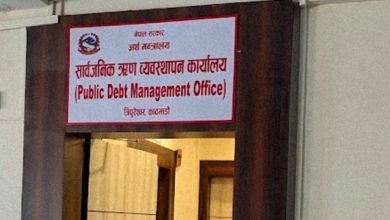 नेपाल सरकार
अर्थ मन्त्रालय
सार्वजनिक ऋण व्यवस्थापन कार्यालय
(Public Debt Management Office)
त्रिपुरेश्वर, काठमाडौं